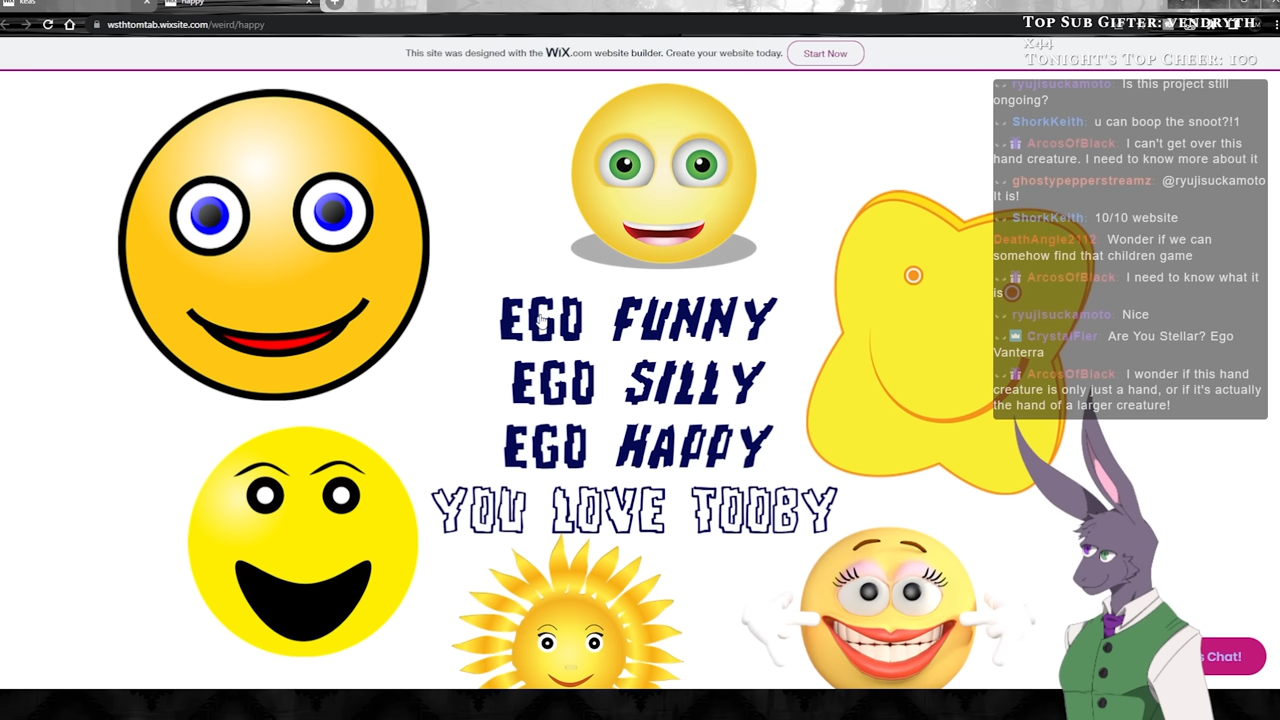 keas
happy
wsthtomtab.wixsite.com/weird/happy
TOP SUB GIFTER: VENDRYTH
X44
TONIGHT'S TOP CHEER: 100
This site was designed with the WiX.com website builder. Create your website today.
Start Now
ryujisuckamoto: Is this project still
ongoing?
ShorkKeith: u can boop the snoot?!1
ArcosOfBlack: I can't get over this
hand creature. I need to know more about it
ghostypepperstreamz: @ryujisuckamoto
It is!
ShorkKeith: 10/10 website
DeathAngle2112 Wonder if we can
somehow find that children game
ArcosOfBlack: I need to know what it
is
ryujisuckamoto: Nice
CrystalFier Are You Stellar? Ego
Vanterra
ArcosOfBlack: I wonder if this hand
creature is only just a hand, or if it's actually
the hand of a larger creature!
EGO FUNNY
EGO SILLY
EGO HAPPY
YOU LOVE TOOBY
s Chat!